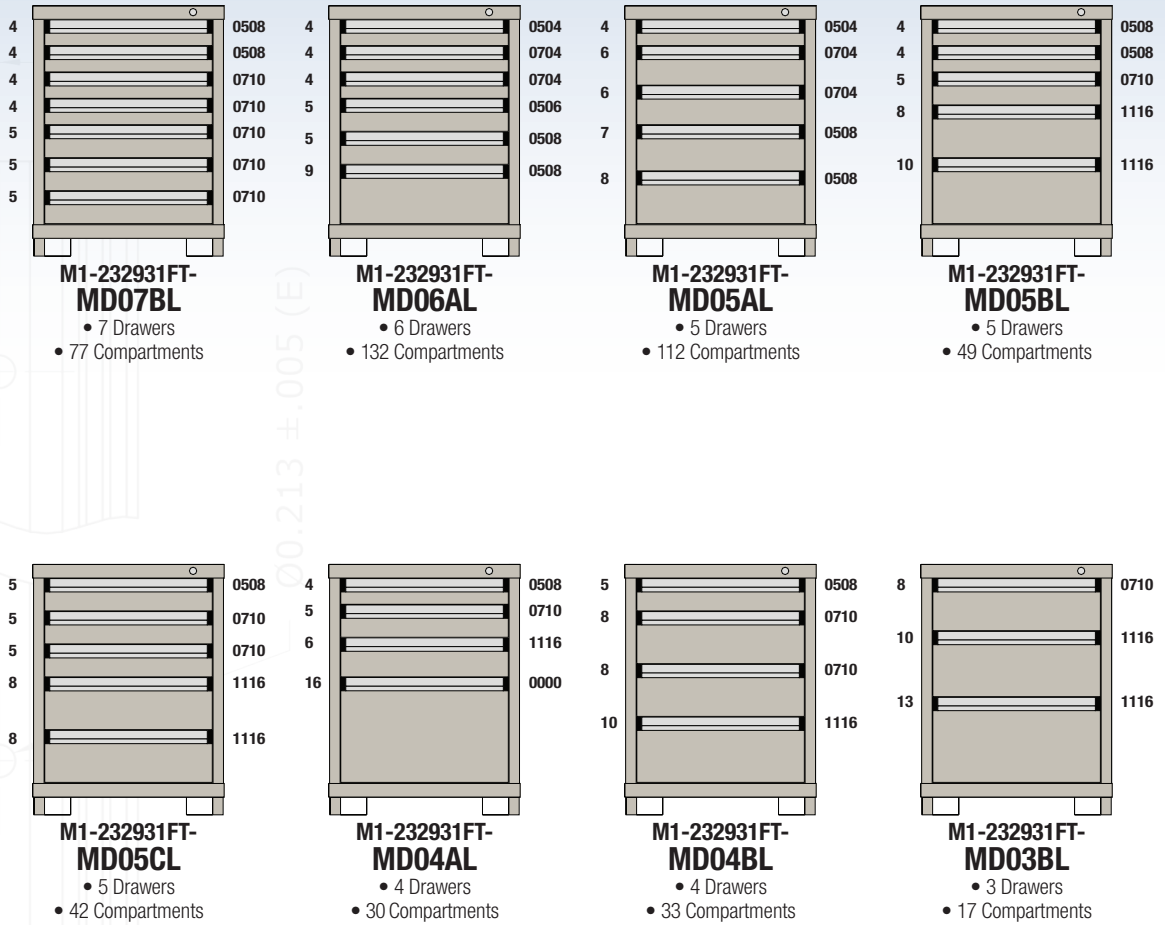 4 0508
4 0508
4 0710
4 0710
5 0710
5 0710
5 0710
M1-232931FT-
MD07BL
• 7 Drawers
• 77 Compartments
4 0504
4 0704
4 0704
5 0506
5 0508
9 0508
M1-232931FT-
MD06AL
• 6 Drawers
• 132 Compartments
4 0504
6 0704
6 0704
7 0508
8 0508
M1-232931FT-
MD05AL
• 5 Drawers
• 112 Compartments
4 0508
4 0508
5 0710
8 1116
10 1116
M1-232931FT-
MD05BL
• 5 Drawers
• 49 Compartments
Ø0.213 ±.005 (E)
5 0508
5 0710
5 0710
8 1116
8 1116
M1-232931FT-
MD05CL
• 5 Drawers
• 42 Compartments
4 0508
5 0710
6 1116
16 0000
M1-232931FT-
MD04AL
• 4 Drawers
• 30 Compartments
5 0508
8 0710
8 0710
10 1116
M1-232931FT-
MD04BL
• 4 Drawers
• 33 Compartments
8 0710
10 1116
13 1116
M1-232931FT-
MD03BL
• 3 Drawers
• 17 Compartments